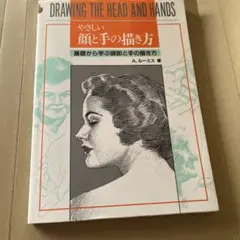 DRAWING THE HEAD AND HANDS
やさしい
顔と手の描き方
基礎から学ぶ頭部と手の描き方
A.ルーミス 著